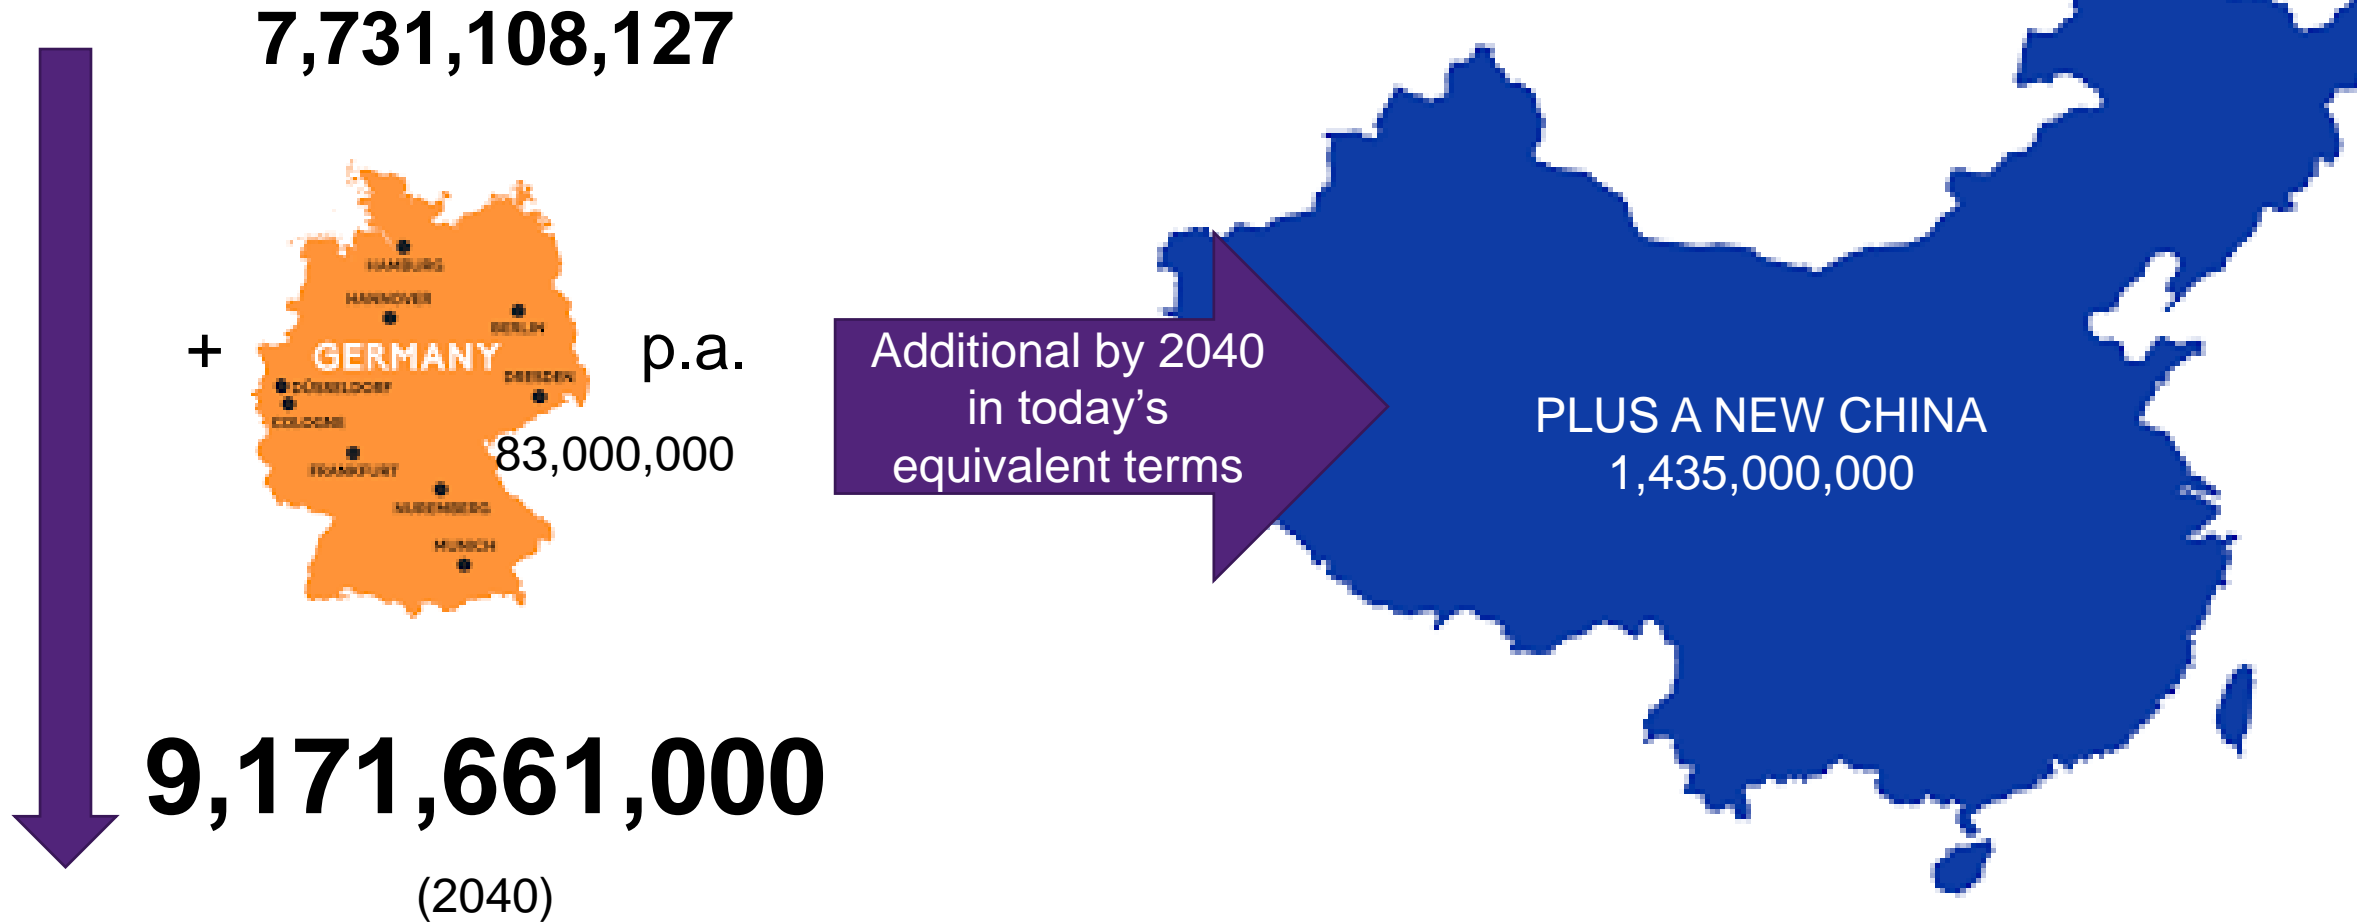 7,731,108,127
HAMBURG
HANNOVER
BERLIN
+
GERMANY
p.a.
DRESDEN
DÜSSELDORF
COLOGNE
83,000,000
FRANKFURT
NUREMBERG
MUNICH
Additional by 2040
in today’s
equivalent terms
PLUS A NEW CHINA
1,435,000,000
9,171,661,000
(2040)